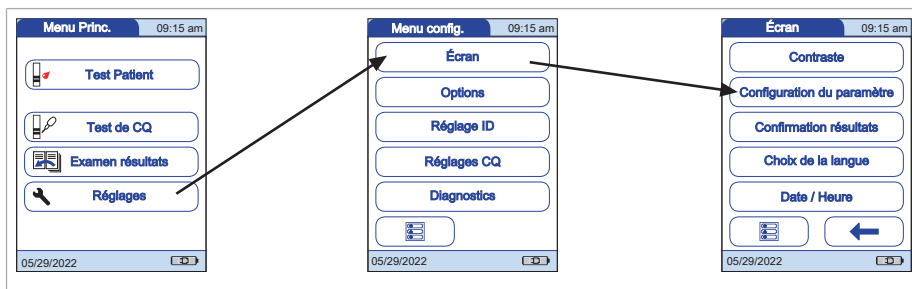 Menu Princ. 09:15 am
Test Patient
Test de CQ
Examen résultats
Réglages
05/29/2022
Menu config. 09:15 am
Écran
Options
Réglage ID
Réglages CQ
Diagnostics
05/29/2022
Écran 09:15 am
Contraste
Configuration du paramètre
Confirmation résultats
Choix de la langue
Date / Heure
05/29/2022